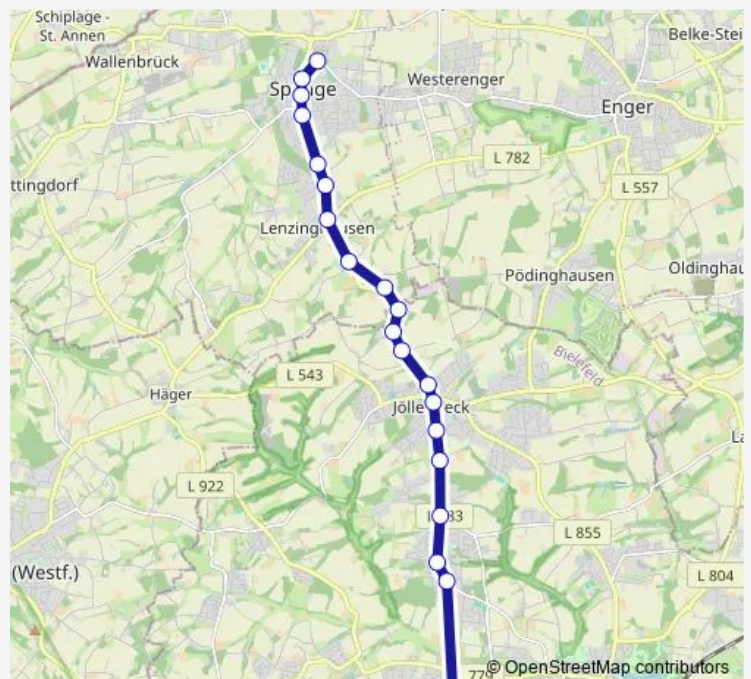 Schiplage -
St. Annen
Belke-Stei
Wallenbrück
Westerenger
Enger
L 782
ttingdorf
L 557
Pödinghausen
Oldinghau
Bielefeld
L 543
Häger
L 922
L 855
(Westf.)
L 804
779
© OpenStreetMap contributors